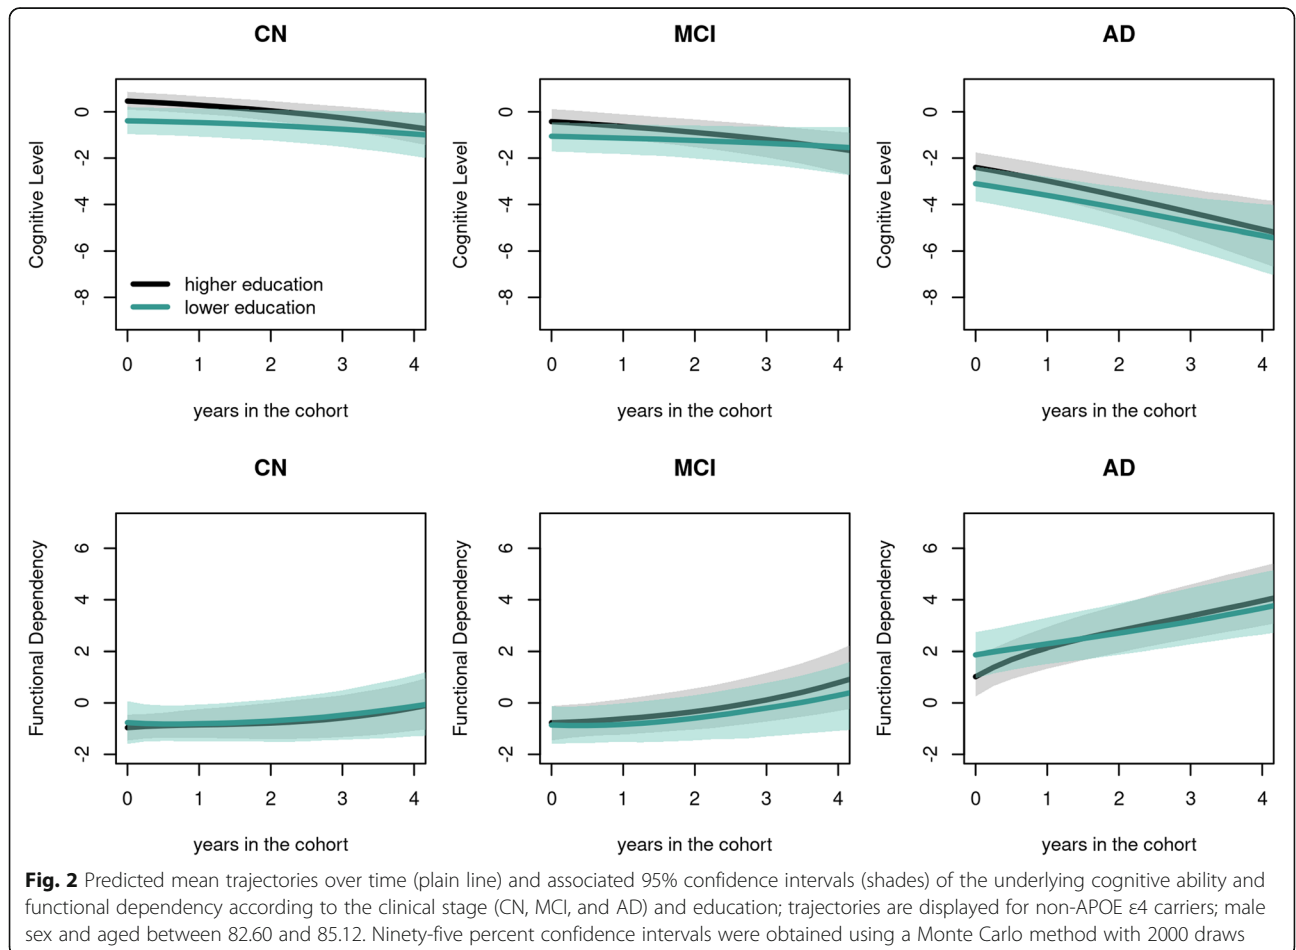 CN
MCI
AD
Cognitive Level
0
-2
-4
-6
-8
higher education
lower education
0 1 2 3 4
years in the cohort
Cognitive Level
0
-2
-4
-6
-8
0 1 2 3 4
years in the cohort
Cognitive Level
0
-2
-4
-6
-8
0 1 2 3 4
years in the cohort
CN
MCI
AD
Functional Dependency
6
4
2
0
-2
0 1 2 3 4
years in the cohort
Functional Dependency
6
4
2
0
-2
0 1 2 3 4
years in the cohort
Functional Dependency
6
4
2
0
-2
0 1 2 3 4
years in the cohort
Fig. 2 Predicted mean trajectories over time (plain line) and associated 95% confidence intervals (shades) of the underlying cognitive ability and
functional dependency according to the clinical stage (CN, MCI, and AD) and education; trajectories are displayed for non-APOE ε4 carriers; male
sex and aged between 82.60 and 85.12. Ninety-five percent confidence intervals were obtained using a Monte Carlo method with 2000 draws